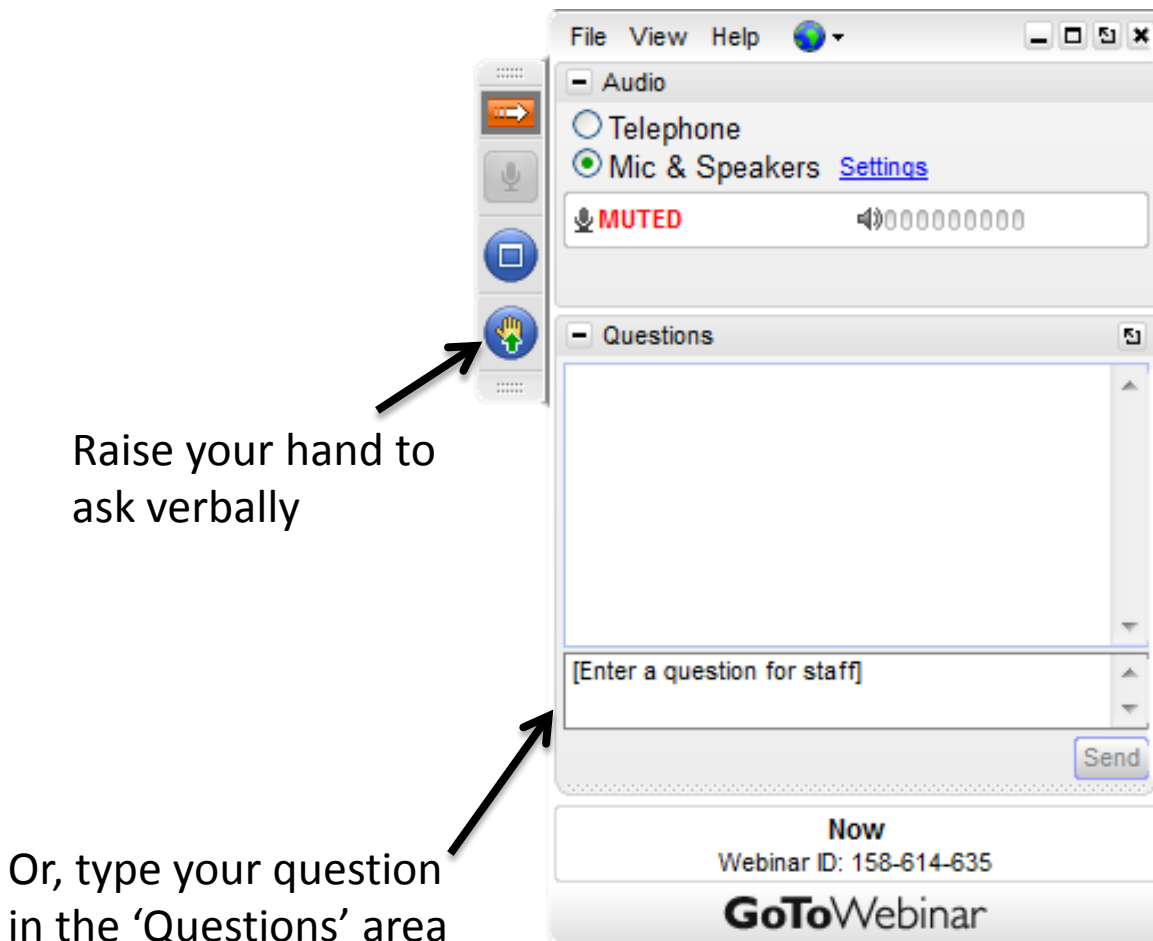 File View Help
Audio
Telephone
Mic & Speakers Settings
MUTED
Questions
Raise your hand to
ask verbally
[Enter a question for staff]
Send
Now
Webinar ID: 158-614-635
Or, type your question
in the ‘Questions’ area
GoToWebinar